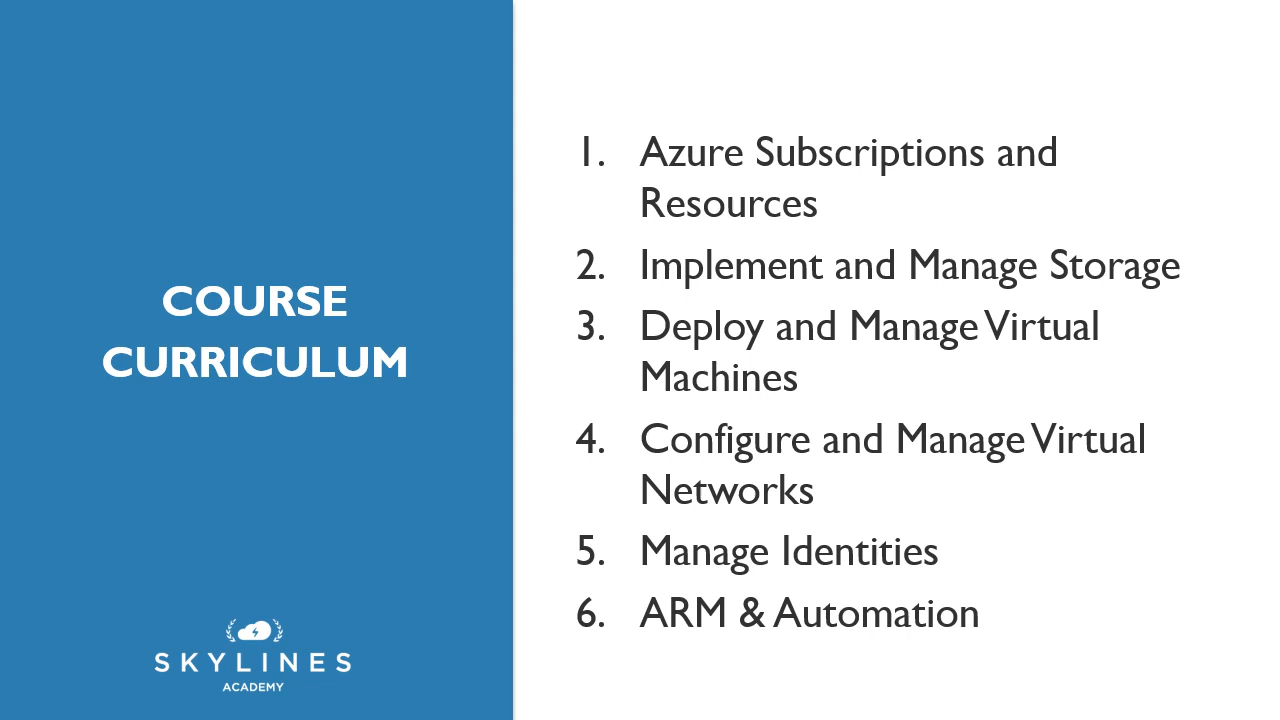 COURSE
CURRICULUM
SKYLINES
ACADEMY
1. Azure Subscriptions and
Resources
2. Implement and Manage Storage
3. Deploy and Manage Virtual
Machines
4. Configure and Manage Virtual
Networks
5. Manage Identities
6. ARM & Automation